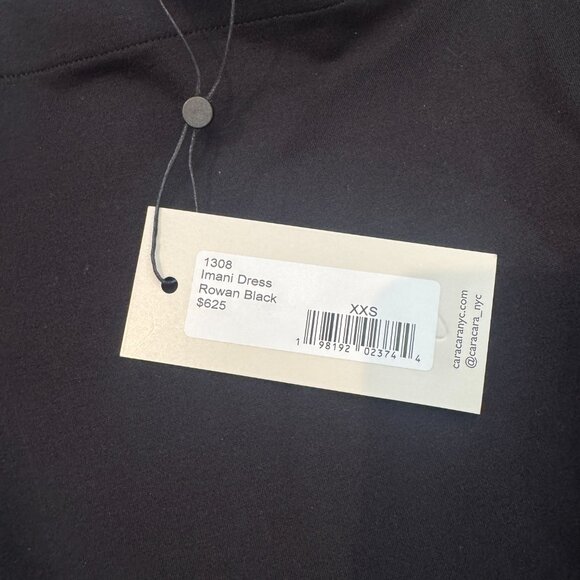 1308
Imani Dress
Rowan Black
$625
XXS
1 98192 02374 4
caracaranyc.com
@caracara_nyc